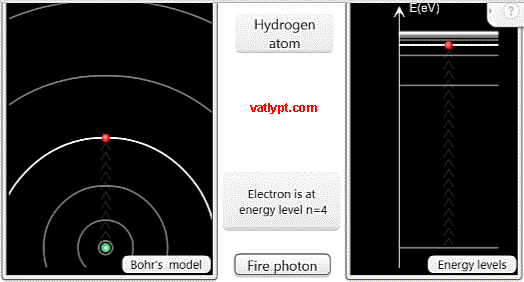 Hydrogen
atom
vatlypt.com
Electron is at
energy level n=4
Fire photon
Bohr's model
E(eV)
?
Energy levels